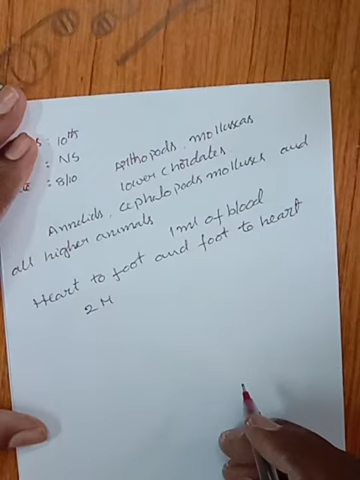 : 10th
: NS
: 8/10
Arthopods, molluscas
lower chordates.
Annelids, cephalopods molluscs and
all higher animals
1ml of blood
Heart to foot and foot to heart
2M